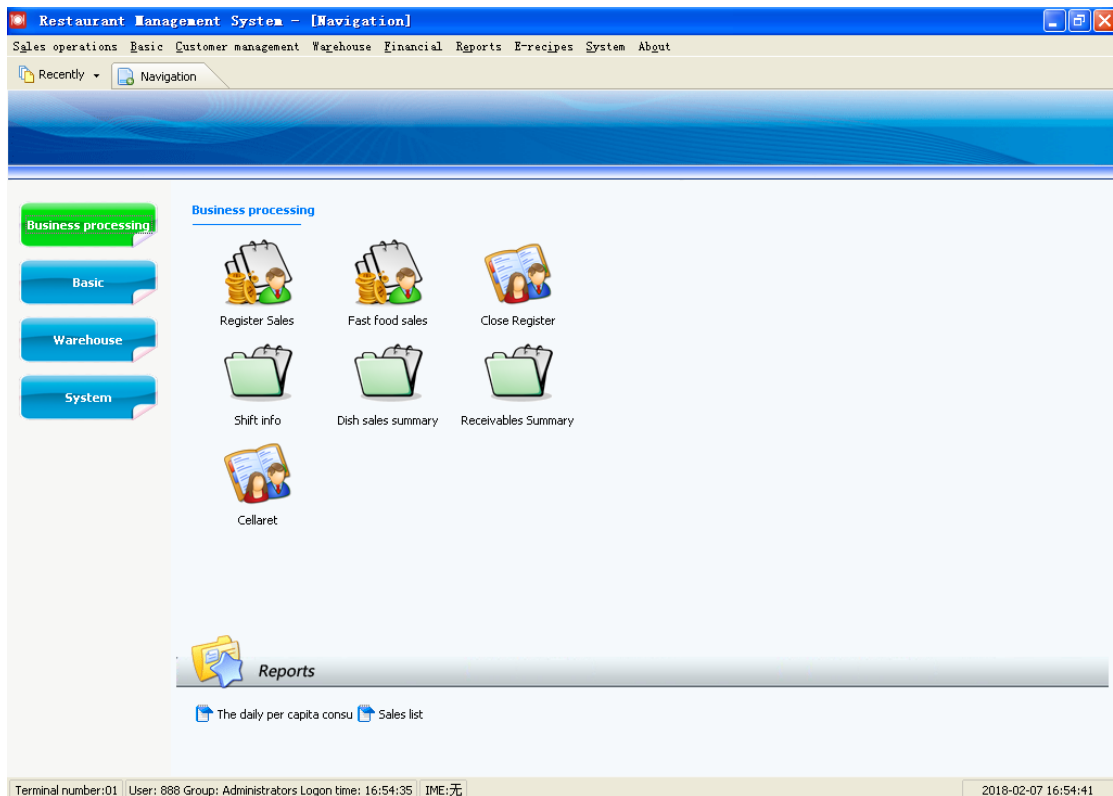 Restaurant Management System - [Navigation]
Sales operations Basic Customer management Warehouse Financial Reports E-recipes System About
Recently Navigation
Business processing
Basic
Warehouse
System
Business processing
Register Sales Fast food sales Close Register
Shift info Dish sales summary Receivables Summary
Cellaret
Reports
The daily per capita consu Sales list
Terminal number:01 User: 888 Group: Administrators Logon time: 16:54:35 IME:无 2018-02-07 16:54:41